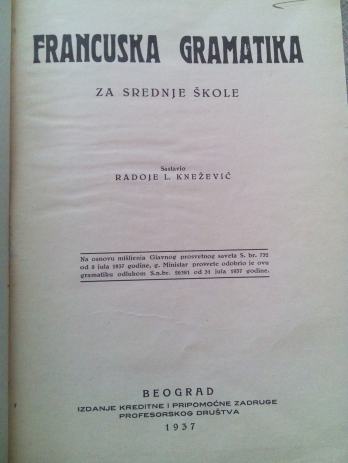 FRANCUSKA GRAMATIKA
ZA SREDNJE ŠKOLE
Sastavio
RADOJE L. KNEŽEVIĆ
Na osnovu mišlienia Glavnog prosvetnog saveta S. br. 732
od 8 jula 1937 godine, g. Ministar prosvete odobrio je ovu
gramatiku odlukom S.n.br. 26361 od 31 jula 1937 godine.
BEOGRAD
IZDANJE KREDITNE I PRIPOMOĆNE ZADRUGE
PROFESORSKOG DRUŠTVA
1937